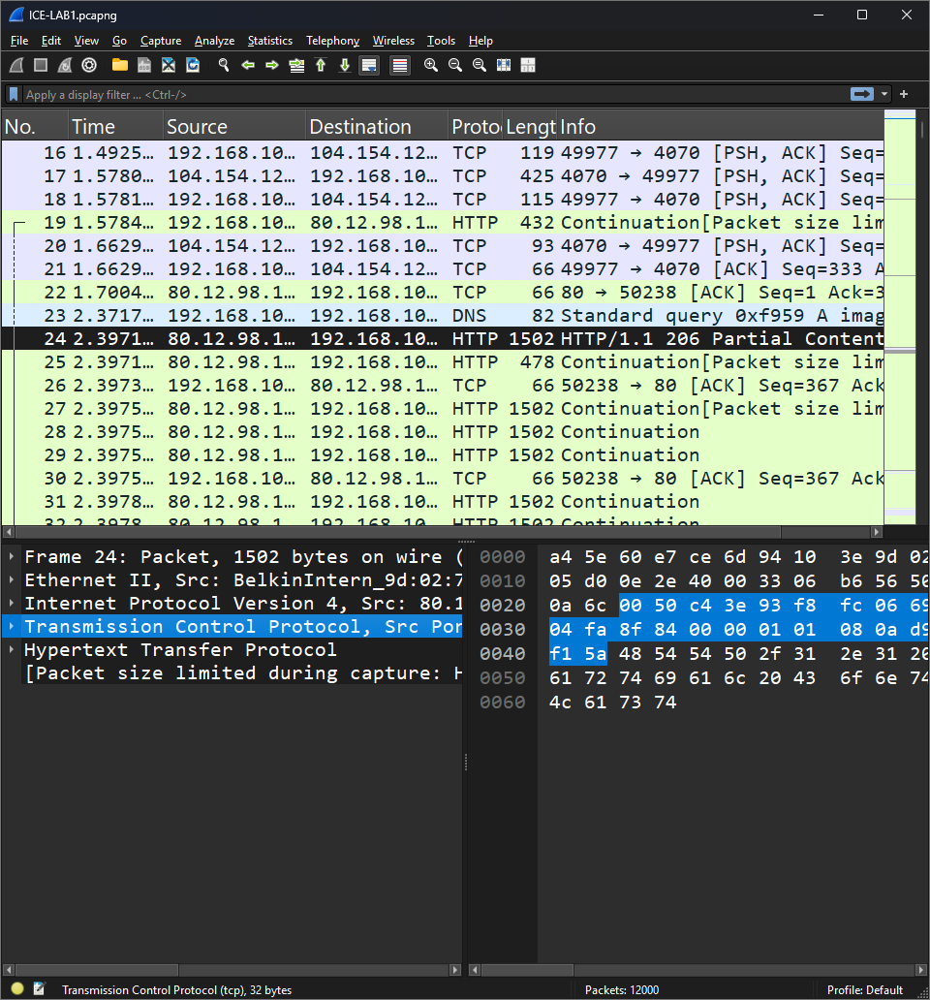 ICE-LAB1.pcapng
File Edit View Go Capture Analyze Statistics Telephony Wireless Tools Help
Apply a display filter ... <Ctrl-/>
No. Time Source Destination Proto Lengt Info
16 1.4925… 192.168.10… 104.154.12… TCP 119 49977 → 4070 [PSH, ACK] Seq=
17 1.5780… 104.154.12… 192.168.10… TCP 425 4070 → 49977 [PSH, ACK] Seq=
18 1.5781… 192.168.10… 104.154.12… TCP 115 49977 → 4070 [PSH, ACK] Seq=
19 1.5784… 192.168.10… 80.12.98.1… HTTP 432 Continuation[Packet size lim
20 1.6629… 104.154.12… 192.168.10… TCP 93 4070 → 49977 [PSH, ACK] Seq=
21 1.6629… 192.168.10… 104.154.12… TCP 66 49977 → 4070 [ACK] Seq=333 A
22 1.7004… 80.12.98.1… 192.168.10… TCP 66 80 → 50238 [ACK] Seq=1 Ack=3
23 2.3717… 192.168.10… 192.168.10… DNS 82 Standard query 0xf959 A imag
24 2.3971… 80.12.98.1… 192.168.10… HTTP 1502 HTTP/1.1 206 Partial Content
25 2.3971… 80.12.98.1… 192.168.10… HTTP 478 Continuation[Packet size lim
26 2.3973… 192.168.10… 80.12.98.1… TCP 66 50238 → 80 [ACK] Seq=367 Ack
27 2.3975… 80.12.98.1… 192.168.10… HTTP 1502 Continuation[Packet size lim
28 2.3975… 80.12.98.1… 192.168.10… HTTP 1502 Continuation
29 2.3975… 80.12.98.1… 192.168.10… HTTP 1502 Continuation
30 2.3975… 192.168.10… 80.12.98.1… TCP 66 50238 → 80 [ACK] Seq=367 Ack
31 2.3978… 80.12.98.1… 192.168.10… HTTP 1502 Continuation
32 2.3978… 80.12.98.1… 192.168.10… HTTP 1502 Continuation
Frame 24: Packet, 1502 bytes on wire (
Ethernet II, Src: BelkinIntern_9d:02:7
Internet Protocol Version 4, Src: 80.1
Transmission Control Protocol, Src Por
Hypertext Transfer Protocol
[Packet size limited during capture: H
0000 a4 5e 60 e7 ce 6d 94 10 3e 9d 02
0010 05 d0 0e 2e 40 00 33 06 b6 56 50
0020 0a 6c 00 50 c4 3e 93 f8 fc 06 69
0030 04 fa 8f 84 00 00 01 01 08 0a d9
0040 f1 5a 48 54 54 50 2f 31 2e 31 20
0050 61 72 74 69 61 6c 20 43 6f 6e 74
0060 4c 61 73 74
Transmission Control Protocol (tcp), 32 bytes Packets: 12000 Profile: Default